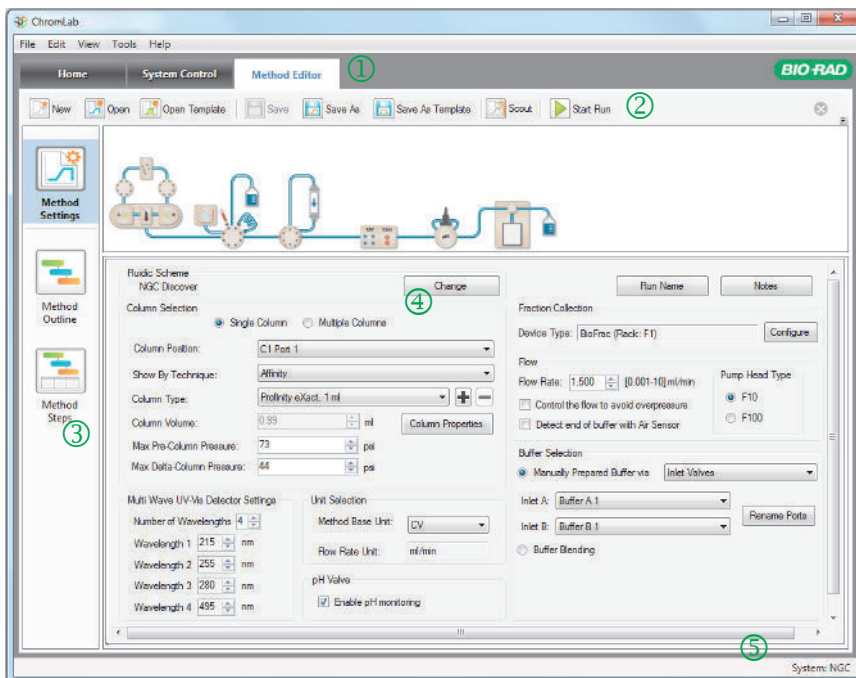 ChromLab
File Edit View Tools Help
Home System Control Method Editor ① BIO-RAD
New Open Open Template Save Save As Save As Template Scout Start Run ②
Method
Settings
Method
Outline
Method
Steps
③
Fluidic Scheme
NGC Discover
Change
④
Run Name Notes
Column Selection
Single Column Multiple Columns
Column Position: C1 Port 1
Show By Technique: Affinity
Column Type: Profinity eXact. 1 ml
Column Volume: 0.99 ml Column Properties
Max Pre-Column Pressure: 73 psi
Max Delta-Column Pressure: 44 psi
Multi Wave UV-Vis Detector Settings
Number of Wavelengths 4
Wavelength 1 215 nm
Wavelength 2 255 nm
Wavelength 3 280 nm
Wavelength 4 495 nm
Unit Selection
Method Base Unit: CV
Flow Rate Unit: ml/min
pH Valve
Enable pH monitoring
Fraction Collection
Device Type: BioFrac (Rack: F1) Configure
Flow
Flow Rate: 1.500 [0.001-10] ml/min
Control the flow to avoid overpressure
Detect end of buffer with Air Sensor
Pump Head Type
F10
F100
Buffer Selection
Manually Prepared Buffer via Inlet Valves
Inlet A: Buffer A 1
Inlet B: Buffer B 1
Rename Ports
Buffer Blending
⑤
System: NGC